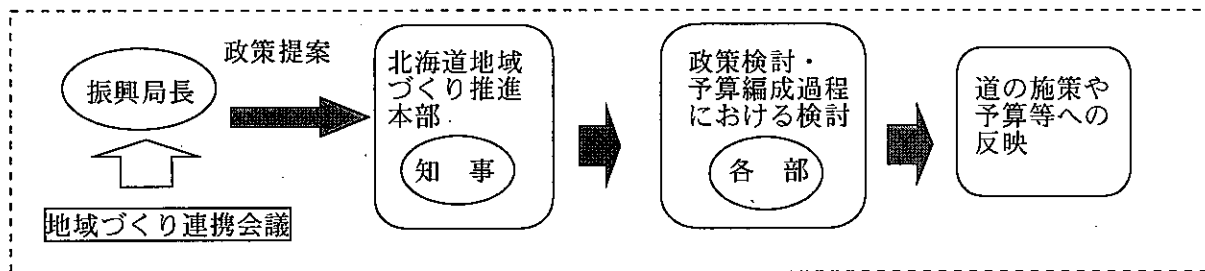 政策提案
振興局長
地域づくり連携会議
北海道地域
づくり推進
本部
知　事
政策検討・
予算編成過程
における検討
各　部
道の施策や
予算等への
反映